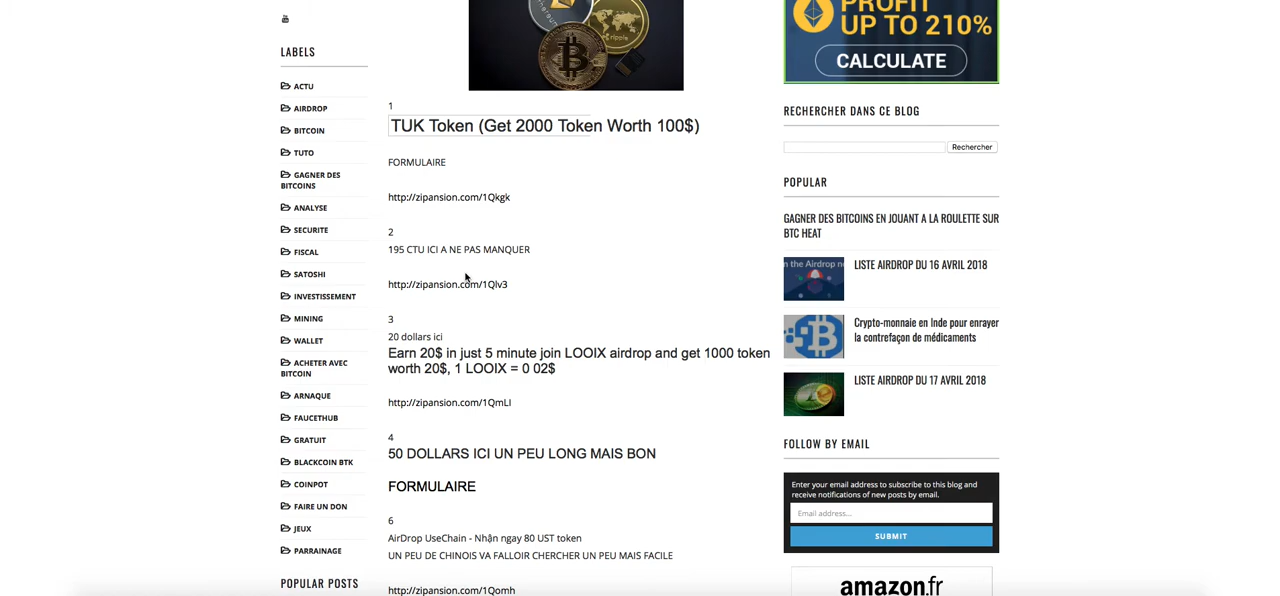 LABELS
ACTU
AIRDROP
BITCOIN
TUTO
GAGNER DES
BITCOINS
ANALYSE
SECURITE
FISCAL
SATOSHI
INVESTISSEMENT
MINING
WALLET
ACHETER AVEC
BITCOIN
ARNAQUE
FAUCETHUB
GRATUIT
BLACKCOIN BTK
COINPOT
FAIRE UN DON
JEUX
PARRAINAGE
POPULAR POSTS
1
TUK Token (Get 2000 Token Worth 100$)
FORMULAIRE
http://zipansion.com/1Qkgk
2
195 CTU ICI A NE PAS MANQUER
http://zipansion.com/1Qlv3
3
20 dollars ici
Earn 20$ in just 5 minute join LOOIX airdrop and get 1000 token
worth 20$, 1 LOOIX = 0 02$
http://zipansion.com/1QmLI
4
50 DOLLARS ICI UN PEU LONG MAIS BON
FORMULAIRE
6
AirDrop UseChain - Nhận ngay 80 UST token
UN PEU DE CHINOIS VA FALLOIR CHERCHER UN PEU MAIS FACILE
http://zipansion.com/1Qomh
PROFIT
UP TO 210%
CALCULATE
RECHERCHER DANS CE BLOG
Rechercher
POPULAR
GAGNER DES BITCOINS EN JOUANT A LA ROULETTE SUR
BTC HEAT
n the Airdrop n
LISTE AIRDROP DU 16 AVRIL 2018
Crypto-monnaie en Inde pour enrayer
la contrefaçon de médicaments
LISTE AIRDROP DU 17 AVRIL 2018
FOLLOW BY EMAIL
Enter your email address to subscribe to this blog and
receive notifications of new posts by email.
Email address...
SUBMIT
amazon.fr